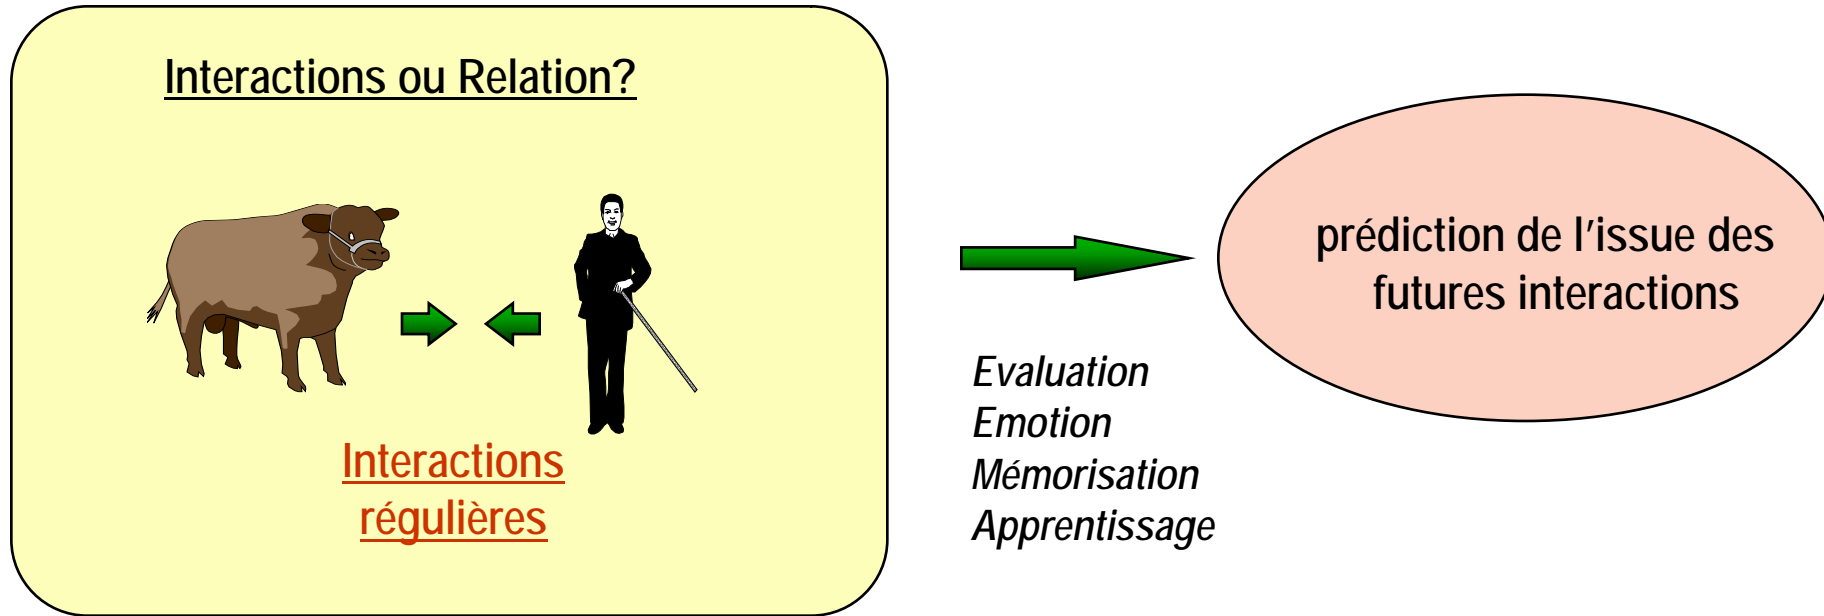 Interactions ou Relation?
Interactions
régulières
Evaluation
Emotion
Mémorisation
Apprentissage
prédiction de l'issue des
futures interactions